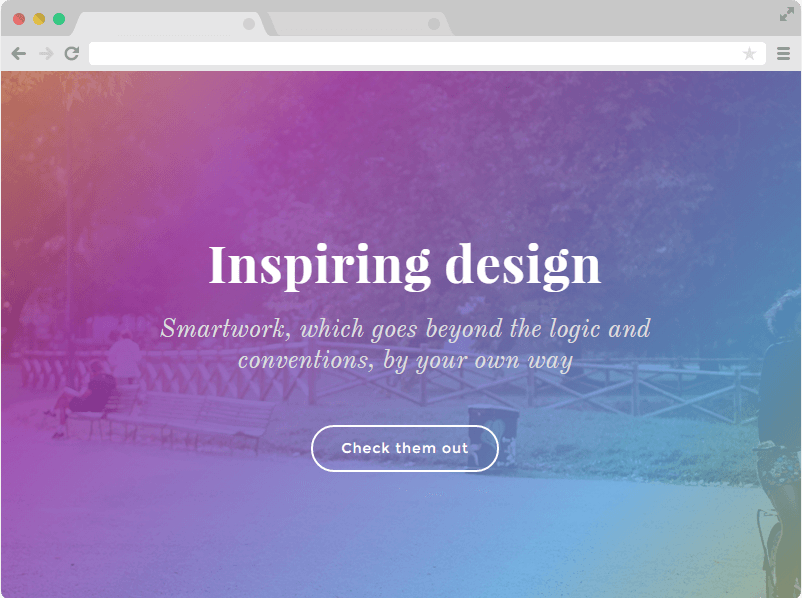 Inspiring design
Smartwork, which goes beyond the logic and
conventions, by your own way
Check them out